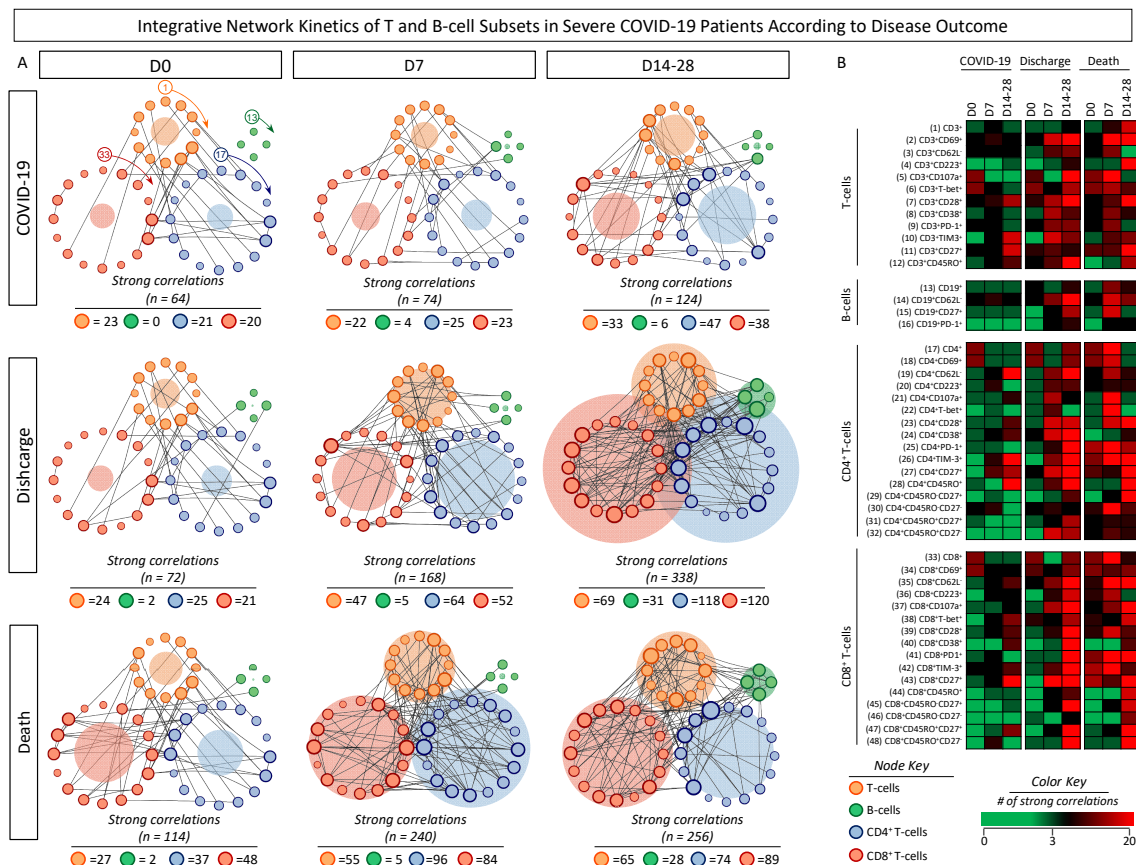 Integrative Network Kinetics of T and B-cell Subsets in Severe COVID-19 Patients According to Disease Outcome
A
D0
D7
D14-28
COVID-19
1
13
33
17
Strong correlations
(n = 64)
= 23 = 0 =21 =20
Strong correlations
(n = 74)
=22 = 4 = 25 =23
Strong correlations
(n = 124)
=33 = 6 = 47 = 38
Dishcarge
Strong correlations
(n = 72)
=24 = 2 = 25 =21
Strong correlations
(n = 168)
=47 =5 = 64 = 52
Strong correlations
(n = 338)
=69 =31 =118 =120
Death
Strong correlations
(n = 114)
=27 = 2 =37 =48
Strong correlations
(n = 240)
=55 = 5 =96 = 84
Strong correlations
(n = 256)
=65 = 28 = 74 =89
B
COVID-19 Discharge Death
D0 D7 D14-28 D0 D7 D14-28 D0 D7 D14-28
T-cells
(1) CD3⁺
(2) CD3⁺CD69⁺
(3) CD3⁺CD62L⁻
(4) CD3⁺CD223⁺
(5) CD3⁺CD107a⁺
(6) CD3⁺T-bet⁺
(7) CD3⁺CD28⁺
(8) CD3⁺CD38⁺
(9) CD3⁺PD-1⁺
(10) CD3⁺TIM3⁺
(11) CD3⁺CD27⁺
(12) CD3⁺CD45RO⁺
B-cells
(13) CD19⁺
(14) CD19⁺CD62L⁻
(15) CD19⁺CD27⁺
(16) CD19⁺PD-1⁺
CD4⁺T-cells
(17) CD4⁺
(18) CD4⁺CD69⁺
(19) CD4⁺CD62L⁻
(20) CD4⁺CD223⁺
(21) CD4⁺CD107a⁺
(22) CD4⁺T-bet⁺
(23) CD4⁺CD28⁺
(24) CD4⁺CD38⁺
(25) CD4⁺PD-1⁺
(26) CD4⁺TIM-3⁺
(27) CD4⁺CD27⁺
(28) CD4⁺CD45RO⁺
(29) CD4⁺CD45RO⁻CD27⁺
(30) CD4⁺CD45RO⁻CD27⁻
(31) CD4⁺CD45RO⁺CD27⁺
(32) CD4⁺CD45RO⁺CD27⁻
CD8⁺ T-cells
(33) CD8⁺
(34) CD8⁺CD69⁺
(35) CD8⁺CD62L⁻
(36) CD8⁺CD223⁺
(37) CD8⁺CD107a⁺
(38) CD8⁺T-bet⁺
(39) CD8⁺CD28⁺
(40) CD8⁺CD38⁺
(41) CD8⁺PD1⁺
(42) CD8⁺TIM-3⁺
(43) CD8⁺CD27⁺
(44) CD8⁺CD45RO⁺
(45) CD8⁺CD45RO⁻CD27⁺
(46) CD8⁺CD45RO⁻CD27⁻
(47) CD8⁺CD45RO⁺CD27⁺
(48) CD8⁺CD45RO⁺CD27⁻
Node Key
T-cells
B-cells
CD4⁺ T-cells
CD8⁺ T-cells
Color Key
# of strong correlations
0 3 20